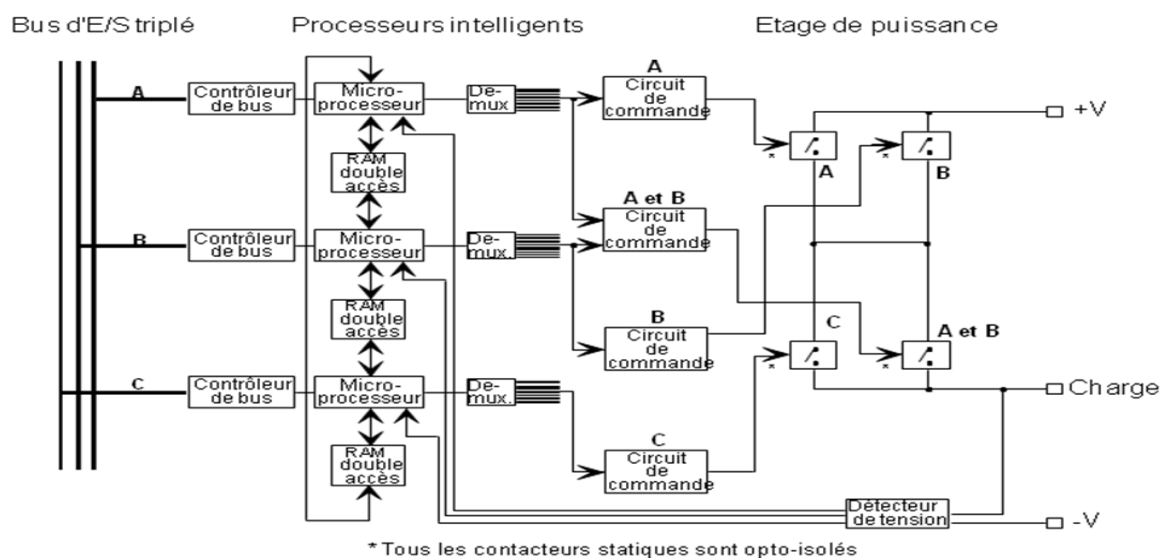 Bus d'E/S triplé
Processeurs intelligents
Etage de puissance
A
Contrôleur
de bus
Micro-
processeur
De-
mux
A
Circuit
de
commande
+V
A
B
RAM
double
accès
A et B
Circuit
de
commande
B
Contrôleur
de bus
Micro-
processeur
De-
mux.
RAM
double
accès
B
Circuit
de
commande
C
A et B
C
Contrôleur
de bus
Micro-
processeur
De-
mux.
Charge
RAM
double
accès
C
Circuit
de
commande
Détecteur
de tension
-V
* Tous les contacteurs statiques sont opto-isolés